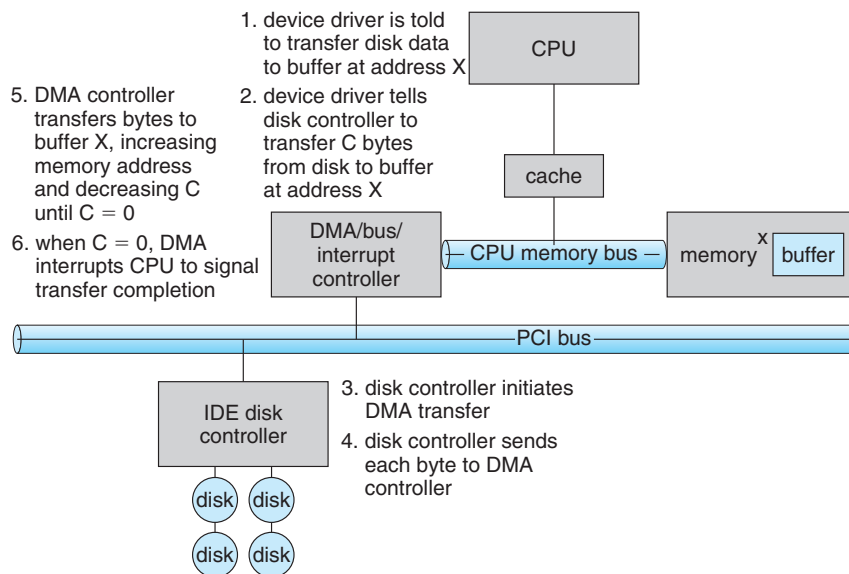 1. device driver is told
to transfer disk data
to buffer at address X
2. device driver tells
disk controller to
transfer C bytes
from disk to buffer
at address X
5. DMA controller
transfers bytes to
buffer X, increasing
memory address
and decreasing C
until C = 0
6. when C = 0, DMA
interrupts CPU to signal
transfer completion
CPU
cache
DMA/bus/
interrupt
controller
CPU memory bus
memory
X
buffer
PCI bus
IDE disk
controller
3. disk controller initiates
DMA transfer
4. disk controller sends
each byte to DMA
controller
disk
disk
disk
disk